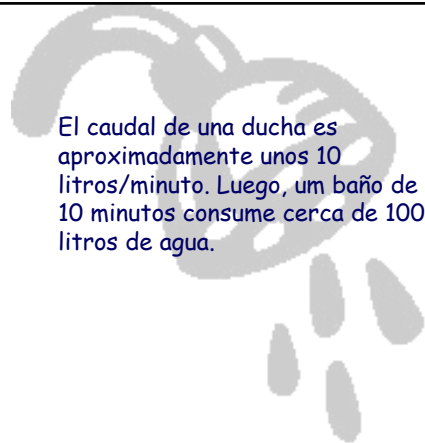 El caudal de una ducha es
aproximadamente unos 10
litros/minuto. Luego, um baño de
10 minutos consume cerca de 100
litros de agua.